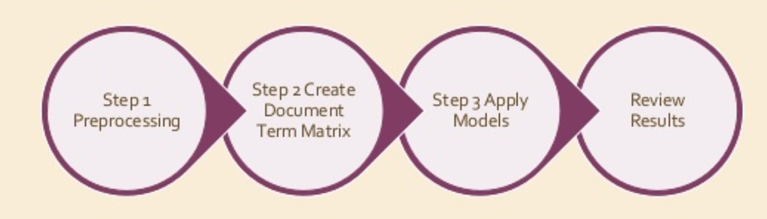 Step 1
Preprocessing
Step 2 Create
Document
Term Matrix
Step 3 Apply
Models
Review
Results